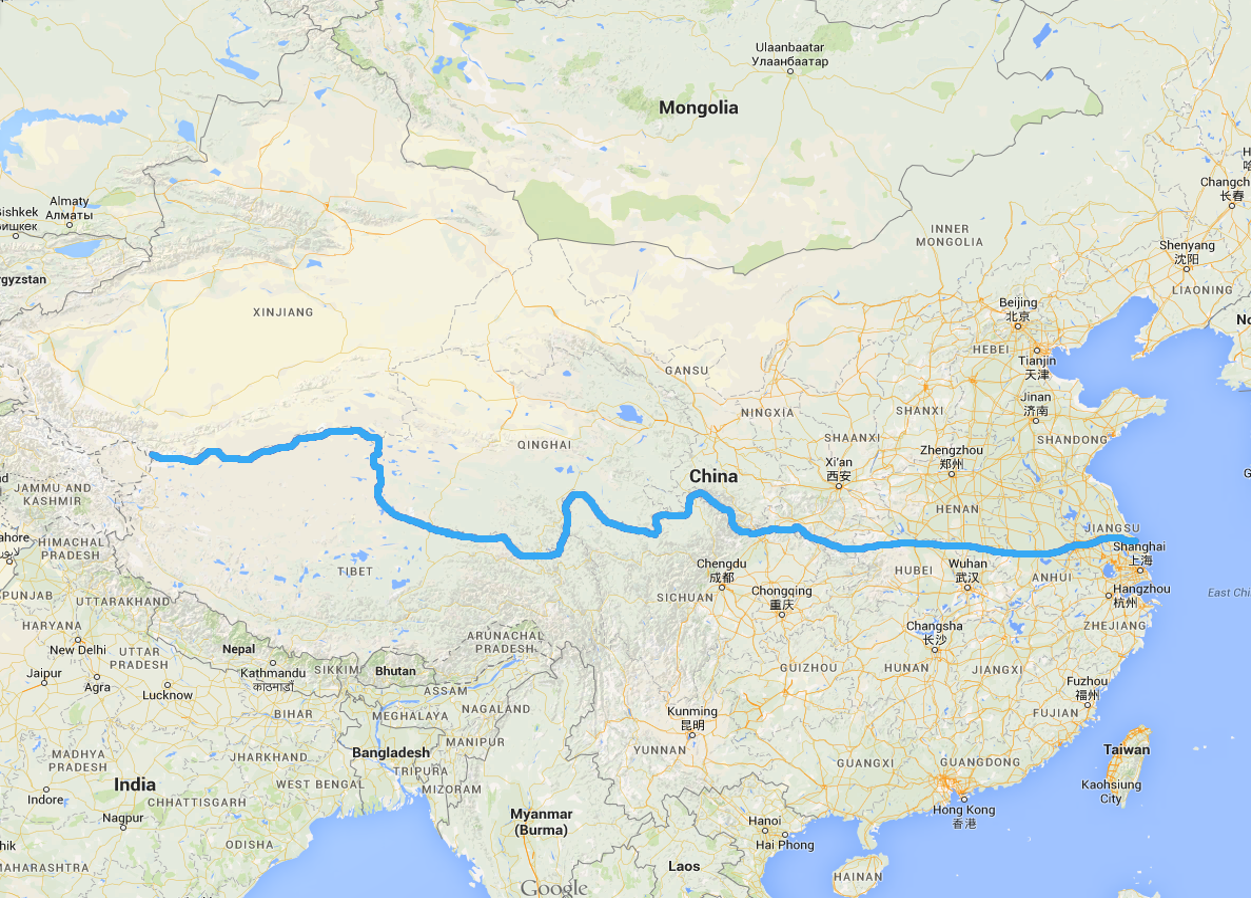 Ulaanbaatar
Улаанбаатар
Mongolia
Changch
长春
Almaty
Алматы
Bishkek
ишкек
INNER
MONGOLIA
Shenyang
沈阳
rgyzstan
LIAONING
XINJIANG
Beijing
北京
No
HEBEI
Tianjin
天津
GANSU
Jinan
济南
NINGXIA
SHANXI
SHAANXI
SHANDONG
QINGHAI
Zhengzhou
郑州
Xi'an
西安
China
JAMMU AND
KASHMIR
HENAN
JIANGSU
ahore
HIMACHAL
PRADESH
Shanghai
上海
TIBET
Chengdu
成都
HUBEI
Wuhan
武汉
ANHUI
PUNJAB
UTTARAKHAND
SICHUAN
Chongqing
重庆
Hangzhou
杭州
East Chi
HARYANA
New Delhi
Nepal
ARUNACHAL
PRADESH
Changsha
长沙
ZHEJIANG
UTTAR
PRADESH
Jaipur
Agra
Lucknow
Kathmandu
काठमाडौं
SIKKIM
Bhutan
ASSAM
GUIZHOU
HUNAN
JIANGXI
Fuzhou
福州
BIHAR
MEGHALAYA
NAGALAND
Kunming
昆明
FUJIAN
MADHYA
PRADESH
JHARKHAND
Bangladesh
MANIPUR
YUNNAN
GUANGXI
GUANGDONG
Taiwan
India
WEST BENGAL
TRIPURA
MIZORAM
Kaohsiung
City
Indore
CHHATTISGARH
Hong Kong
香港
Nagpur
Myanmar
(Burma)
Hanoi
Hai Phong
ODISHA
hik
MAHARASHTRA
Laos
HAINAN
Google